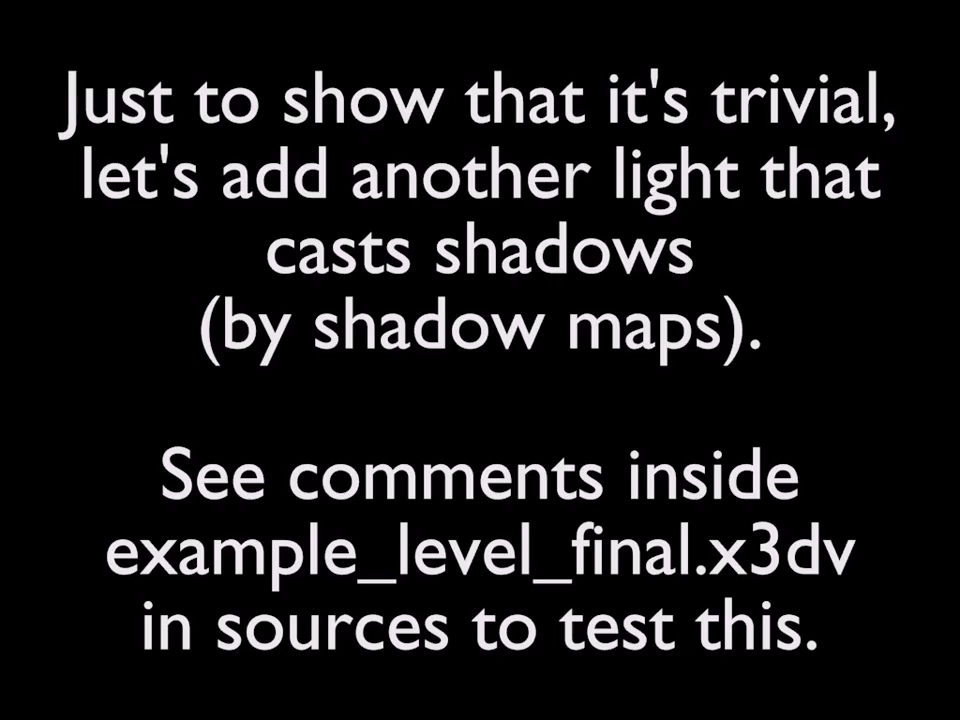 Just to show that it's trivial,
let's add another light that
casts shadows
(by shadow maps).
See comments inside
example_level_final.x3dv
in sources to test this.